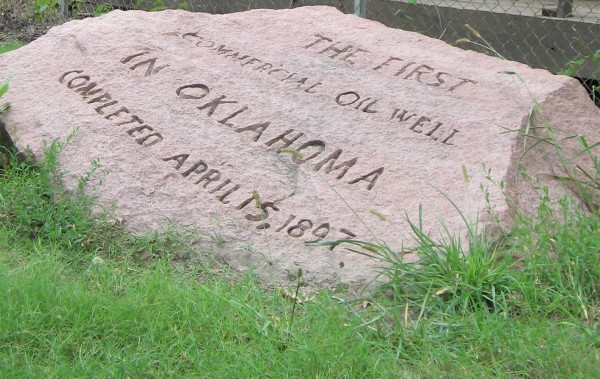 THE FIRST
COMMERCIAL OIL WELL
IN OKLAHOMA
COMPLETED APRIL 15, 1897